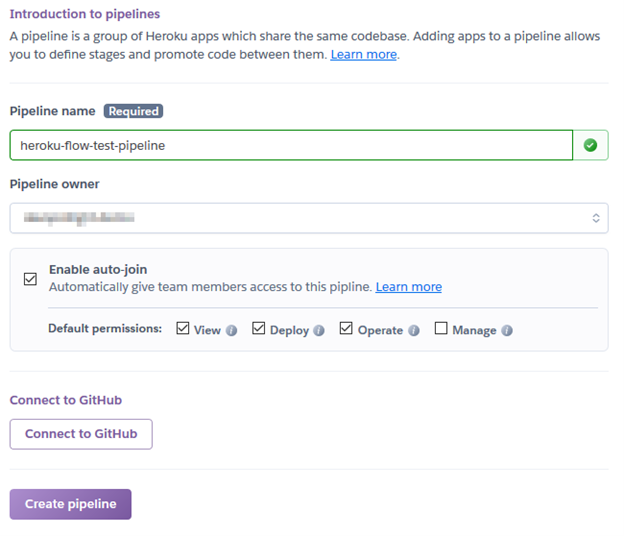 Introduction to pipelines
A pipeline is a group of Heroku apps which share the same codebase. Adding apps to a pipeline allows
you to define stages and promote code between them. Learn more.
Pipeline name Required
heroku-flow-test-pipeline
Pipeline owner
Enable auto-join
Automatically give team members access to this pipline. Learn more
Default permissions: View i Deploy i Operate i Manage i
Connect to GitHub
Connect to GitHub
Create pipeline